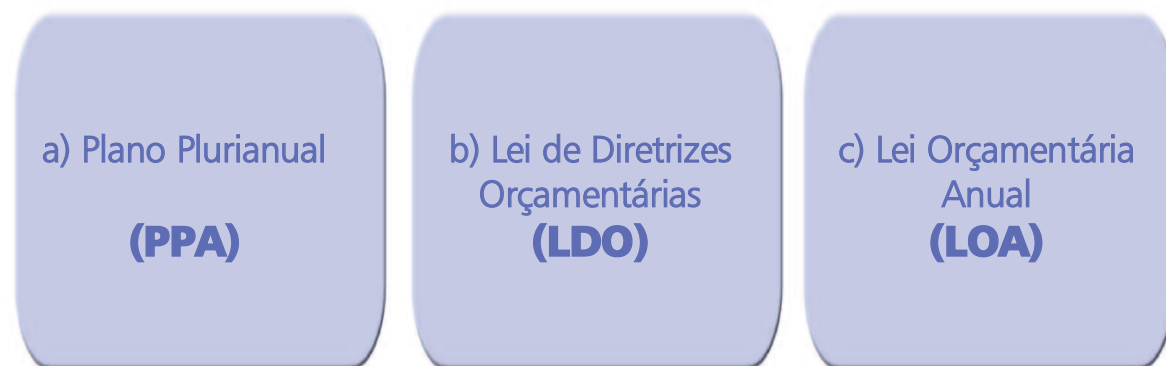 a) Plano Plurianual
(PPA)
b) Lei de Diretrizes
Orçamentárias
(LDO)
c) Lei Orçamentária
Anual
(LOA)